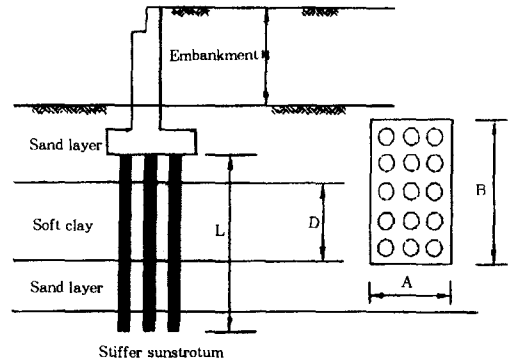 Embankment
Sand layer
Soft clay
L
D
B
Sand layer
A
Stiffer sunstrotum